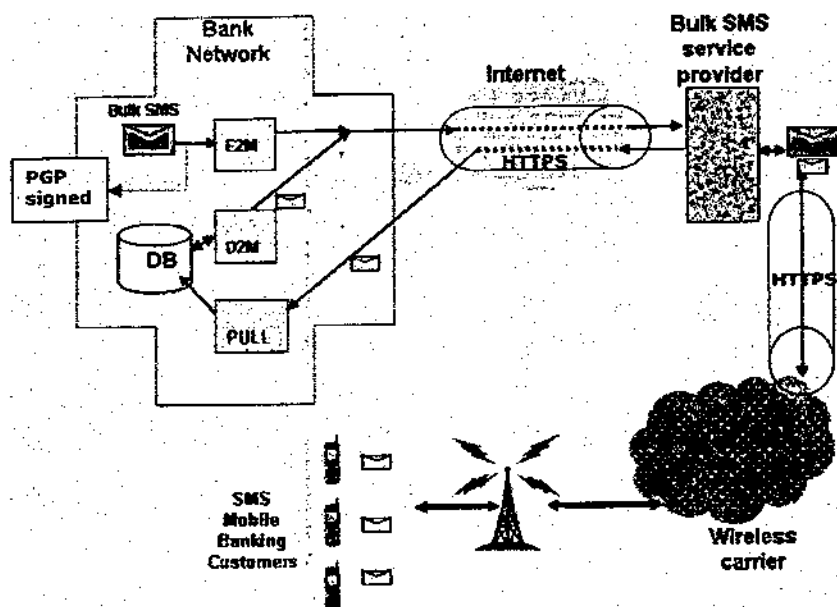 Bank
Network
Bulk SMS
service
provider
Internet
Bulk SMS
E2M
HTTPS
PGP
signed
D2M
DB
HTTPS
PULL
SMS
Mobile
Banking
Customers
Wireless
carrier